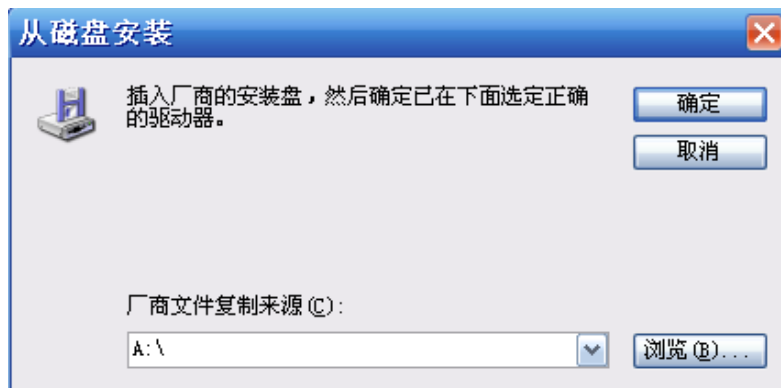 从磁盘安装
插入厂商的安装盘，然后确定已在下面选定正确
的驱动器。
确定
取消
厂商文件复制来源(C):
A:\
浏览(B)...